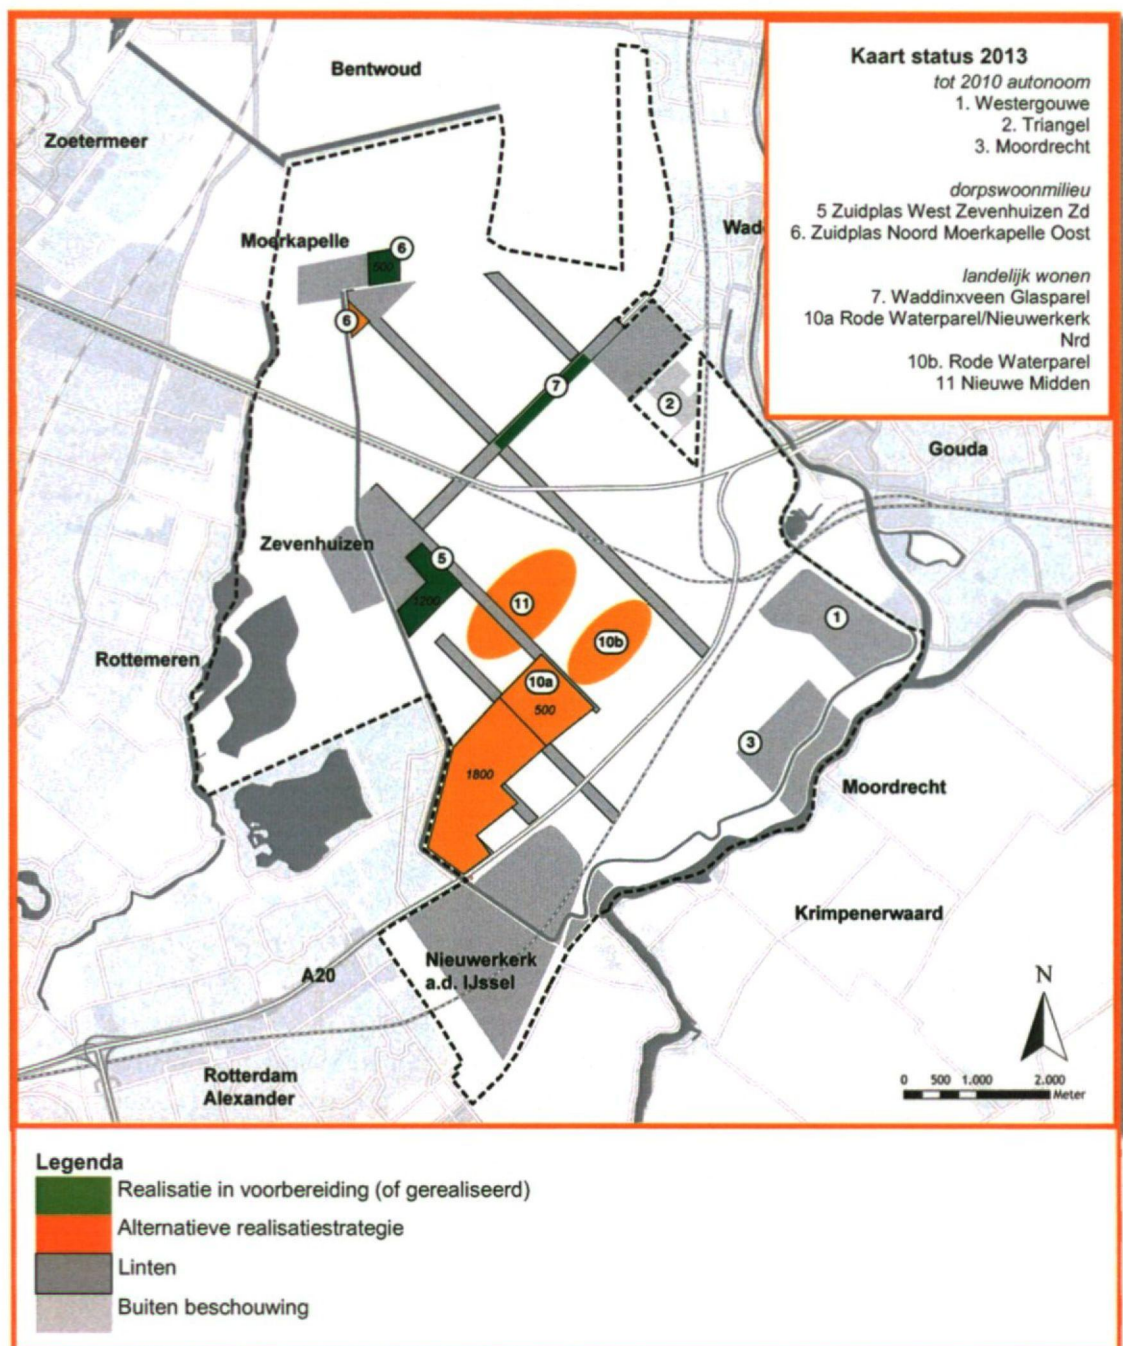 Kaart status 2013
tot 2010 autonoom
1. Westergouwe
2. Triangel
3. Moordrecht
dorpswoonmilieu
5 Zuidplas West Zevenhuizen Zd
6. Zuidplas Noord Moerkapelle Oost
landelijk wonen
7. Waddinxveen Glasparel
10a Rode Waterparel/Nieuwerkerk
Nrd
10b. Rode Waterparel
11 Nieuwe Midden
Bentwoud
Zoetermeer
Wad
Moerkapelle
6
500
6
7
2
Gouda
Zevenhuizen
5
1200
11
10b
1
Rottemeren
10a
500
3
1800
Moordrecht
Krimpenerwaard
Nieuwerkerk
a.d. IJssel
A20
N
Rotterdam
Alexander
0 500 1.000 2.000
Meter
Legenda
Realisatie in voorbereiding (of gerealiseerd)
Alternatieve realisatiestrategie
Linten
Buiten beschouwing